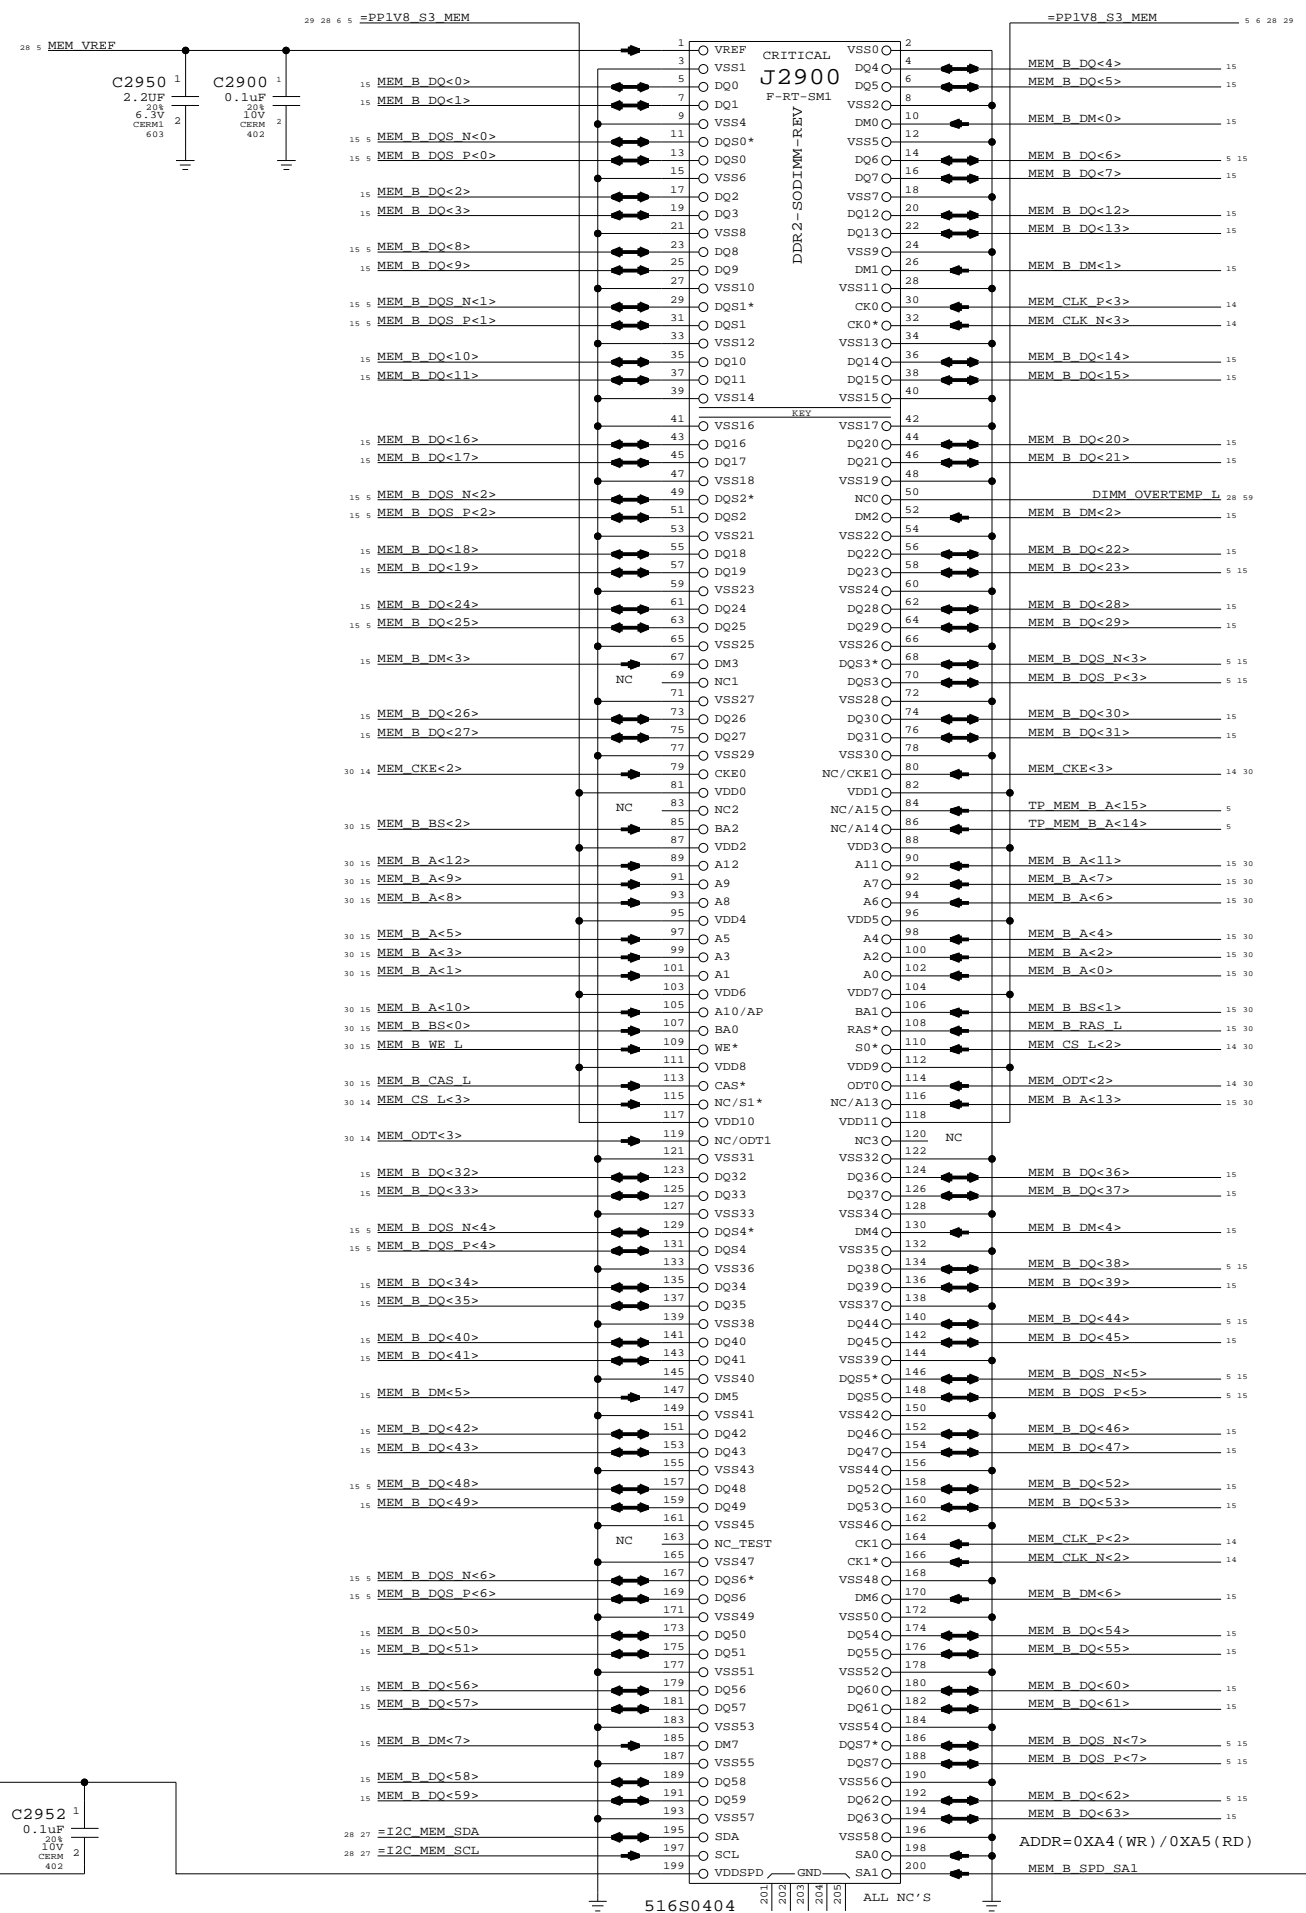 29 28 6 5 =PP1V8_S3_MEM =PP1V8_S3_MEM 5 6 28 29
28 5 MEM_VREF 1 VREF VSS0 2
CRITICAL
J2900
F-RT-SM1
DDR2-SODIMM-REV
C2950 1
2.2UF
20%
6.3V
CERM1
603
2
C2900 1
0.1uF
20%
10V
CERM
402
2
3 VSS1 DQ4 4 MEM_B_DQ<4> 15
15 MEM_B_DQ<0> 5 DQ0 DQ5 6 MEM_B_DQ<5> 15
15 MEM_B_DQ<1> 7 DQ1 VSS2 8
9 VSS4 DM0 10 MEM_B_DM<0> 15
15 5 MEM_B_DQS_N<0> 11 DQS0* VSS5 12
15 5 MEM_B_DQS_P<0> 13 DQS0 DQ6 14 MEM_B_DQ<6> 5 15
15 VSS6 DQ7 16 MEM_B_DQ<7> 15
15 MEM_B_DQ<2> 17 DQ2 VSS7 18
15 MEM_B_DQ<3> 19 DQ3 DQ12 20 MEM_B_DQ<12> 15
21 VSS8 DQ13 22 MEM_B_DQ<13> 15
15 5 MEM_B_DQ<8> 23 DQ8 VSS9 24
15 MEM_B_DQ<9> 25 DQ9 DM1 26 MEM_B_DM<1> 15
27 VSS10 VSS11 28
15 5 MEM_B_DQS_N<1> 29 DQS1* CK0 30 MEM_CLK_P<3> 14
15 5 MEM_B_DQS_P<1> 31 DQS1 CK0* 32 MEM_CLK_N<3> 14
33 VSS12 VSS13 34
15 MEM_B_DQ<10> 35 DQ10 DQ14 36 MEM_B_DQ<14> 15
15 MEM_B_DQ<11> 37 DQ11 DQ15 38 MEM_B_DQ<15> 15
39 VSS14 VSS15 40
KEY
41 VSS16 VSS17 42
15 MEM_B_DQ<16> 43 DQ16 DQ20 44 MEM_B_DQ<20> 15
15 MEM_B_DQ<17> 45 DQ17 DQ21 46 MEM_B_DQ<21> 15
47 VSS18 VSS19 48
15 5 MEM_B_DQS_N<2> 49 DQS2* NC0 50 DIMM_OVERTEMP_L 28 59
15 5 MEM_B_DQS_P<2> 51 DQS2 DM2 52 MEM_B_DM<2> 15
53 VSS21 VSS22 54
15 MEM_B_DQ<18> 55 DQ18 DQ22 56 MEM_B_DQ<22> 15
15 MEM_B_DQ<19> 57 DQ19 DQ23 58 MEM_B_DQ<23> 5 15
59 VSS23 VSS24 60
15 MEM_B_DQ<24> 61 DQ24 DQ28 62 MEM_B_DQ<28> 15
15 5 MEM_B_DQ<25> 63 DQ25 DQ29 64 MEM_B_DQ<29> 15
65 VSS25 VSS26 66
15 MEM_B_DM<3> 67 DM3 DQS3* 68 MEM_B_DQS_N<3> 5 15
NC 69 NC1 DQS3 70 MEM_B_DQS_P<3> 5 15
71 VSS27 VSS28 72
15 MEM_B_DQ<26> 73 DQ26 DQ30 74 MEM_B_DQ<30> 15
15 MEM_B_DQ<27> 75 DQ27 DQ31 76 MEM_B_DQ<31> 15
77 VSS29 VSS30 78
30 14 MEM_CKE<2> 79 CKE0 NC/CKE1 80 MEM_CKE<3> 14 30
81 VDD0 VDD1 82
NC 83 NC2 NC/A15 84 TP_MEM_B_A<15> 5
30 15 MEM_B_BS<2> 85 BA2 NC/A14 86 TP_MEM_B_A<14> 5
87 VDD2 VDD3 88
30 15 MEM_B_A<12> 89 A12 A11 90 MEM_B_A<11> 15 30
30 15 MEM_B_A<9> 91 A9 A7 92 MEM_B_A<7> 15 30
30 15 MEM_B_A<8> 93 A8 A6 94 MEM_B_A<6> 15 30
95 VDD4 VDD5 96
30 15 MEM_B_A<5> 97 A5 A4 98 MEM_B_A<4> 15 30
30 15 MEM_B_A<3> 99 A3 A2 100 MEM_B_A<2> 15 30
30 15 MEM_B_A<1> 101 A1 A0 102 MEM_B_A<0> 15 30
103 VDD6 VDD7 104
30 15 MEM_B_A<10> 105 A10/AP BA1 106 MEM_B_BS<1> 15 30
30 15 MEM_B_BS<0> 107 BA0 RAS* 108 MEM_B_RAS_L 15 30
30 15 MEM_B_WE_L 109 WE* S0* 110 MEM_CS_L<2> 14 30
111 VDD8 VDD9 112
30 15 MEM_B_CAS_L 113 CAS* ODT0 114 MEM_ODT<2> 14 30
30 14 MEM_CS_L<3> 115 NC/S1* NC/A13 116 MEM_B_A<13> 15 30
117 VDD10 VDD11 118
30 14 MEM_ODT<3> 119 NC/ODT1 NC3 120 NC
121 VSS31 VSS32 122
15 MEM_B_DQ<32> 123 DQ32 DQ36 124 MEM_B_DQ<36> 15
15 MEM_B_DQ<33> 125 DQ33 DQ37 126 MEM_B_DQ<37> 15
127 VSS33 VSS34 128
15 5 MEM_B_DQS_N<4> 129 DQS4* DM4 130 MEM_B_DM<4> 15
15 5 MEM_B_DQS_P<4> 131 DQS4 VSS35 132
133 VSS36 DQ38 134 MEM_B_DQ<38> 5 15
15 MEM_B_DQ<34> 135 DQ34 DQ39 136 MEM_B_DQ<39> 15
15 MEM_B_DQ<35> 137 DQ35 VSS37 138
139 VSS38 DQ44 140 MEM_B_DQ<44> 5 15
15 MEM_B_DQ<40> 141 DQ40 DQ45 142 MEM_B_DQ<45> 15
15 MEM_B_DQ<41> 143 DQ41 VSS39 144
145 VSS40 DQS5* 146 MEM_B_DQS_N<5> 5 15
15 MEM_B_DM<5> 147 DM5 DQS5 148 MEM_B_DQS_P<5> 5 15
149 VSS41 VSS42 150
15 MEM_B_DQ<42> 151 DQ42 DQ46 152 MEM_B_DQ<46> 15
15 MEM_B_DQ<43> 153 DQ43 DQ47 154 MEM_B_DQ<47> 15
155 VSS43 VSS44 156
15 5 MEM_B_DQ<48> 157 DQ48 DQ52 158 MEM_B_DQ<52> 15
15 MEM_B_DQ<49> 159 DQ49 DQ53 160 MEM_B_DQ<53> 15
161 VSS45 VSS46 162
NC 163 NC_TEST CK1 164 MEM_CLK_P<2> 14
165 VSS47 CK1* 166 MEM_CLK_N<2> 14
15 5 MEM_B_DQS_N<6> 167 DQS6* VSS48 168
15 5 MEM_B_DQS_P<6> 169 DQS6 DM6 170 MEM_B_DM<6> 15
171 VSS49 VSS50 172
15 MEM_B_DQ<50> 173 DQ50 DQ54 174 MEM_B_DQ<54> 15
15 MEM_B_DQ<51> 175 DQ51 DQ55 176 MEM_B_DQ<55> 15
177 VSS51 VSS52 178
15 MEM_B_DQ<56> 179 DQ56 DQ60 180 MEM_B_DQ<60> 15
15 MEM_B_DQ<57> 181 DQ57 DQ61 182 MEM_B_DQ<61> 15
183 VSS53 VSS54 184
15 MEM_B_DM<7> 185 DM7 DQS7* 186 MEM_B_DQS_N<7> 5 15
187 VSS55 DQS7 188 MEM_B_DQS_P<7> 5 15
15 MEM_B_DQ<58> 189 DQ58 VSS56 190
15 MEM_B_DQ<59> 191 DQ59 DQ62 192 MEM_B_DQ<62> 5 15
193 VSS57 DQ63 194 MEM_B_DQ<63> 15
28 27 =I2C_MEM_SDA 195 SDA VSS58 196 ADDR=0XA4(WR)/0XA5(RD)
28 27 =I2C_MEM_SCL 197 SCL SA0 198
199 VDDSPD GND SA1 200 MEM_B_SPD_SA1
C2952 1
0.1uF
20%
10V
CERM
402
2
516S0404 201 202 203 204 205 ALL NC'S